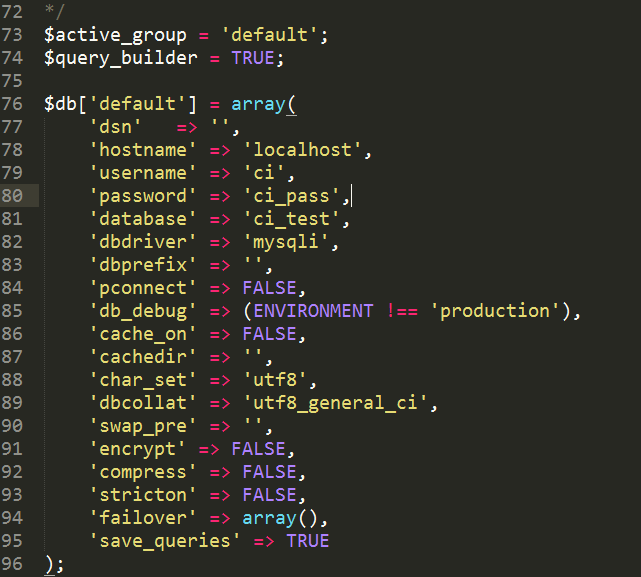 72 */
73 $active_group = 'default';
74 $query_builder = TRUE;
75
76 $db['default'] = array(
77 'dsn' => '',
78 'hostname' => 'localhost',
79 'username' => 'ci',
80 'password' => 'ci_pass',
81 'database' => 'ci_test',
82 'dbdriver' => 'mysqli',
83 'dbprefix' => '',
84 'pconnect' => FALSE,
85 'db_debug' => (ENVIRONMENT !== 'production'),
86 'cache_on' => FALSE,
87 'cachedir' => '',
88 'char_set' => 'utf8',
89 'dbcollat' => 'utf8_general_ci',
90 'swap_pre' => '',
91 'encrypt' => FALSE,
92 'compress' => FALSE,
93 'stricton' => FALSE,
94 'failover' => array(),
95 'save_queries' => TRUE
96 );